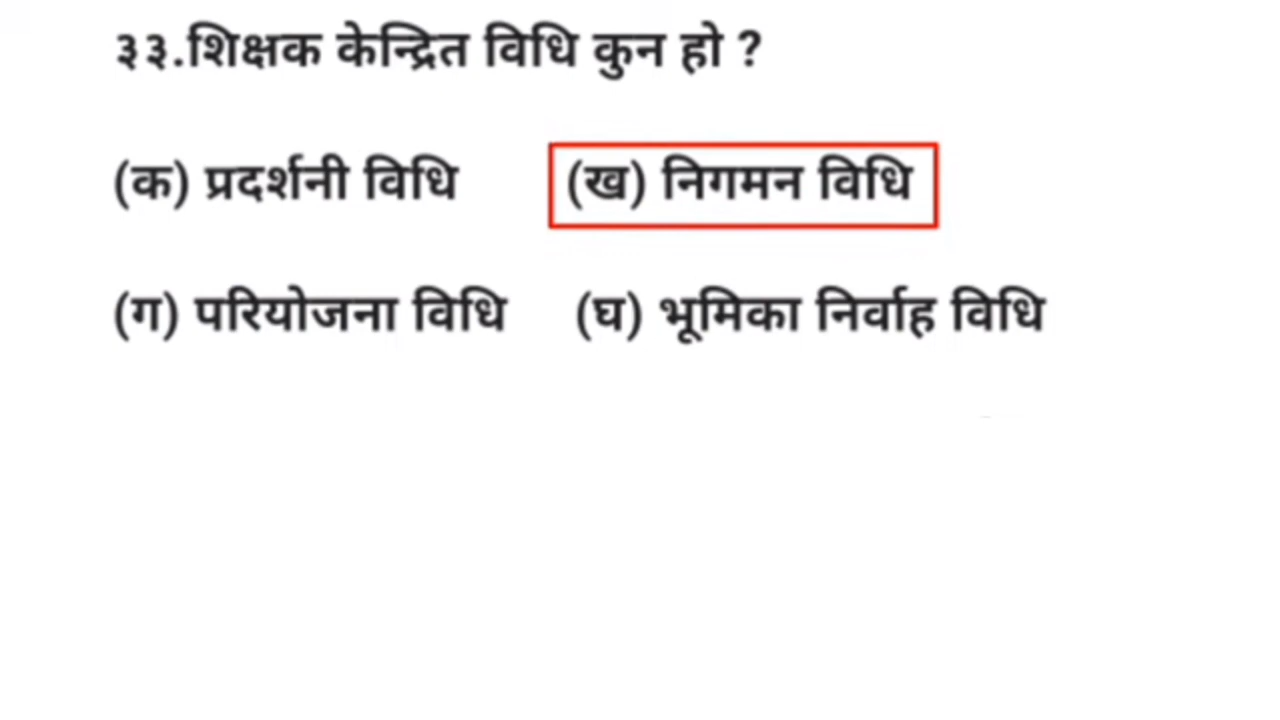 ३३.शिक्षक केन्द्रित विधि कुन हो ?
(क) प्रदर्शनी विधि (ख) निगमन विधि
(ग) परियोजना विधि (घ) भूमिका निर्वाह विधि